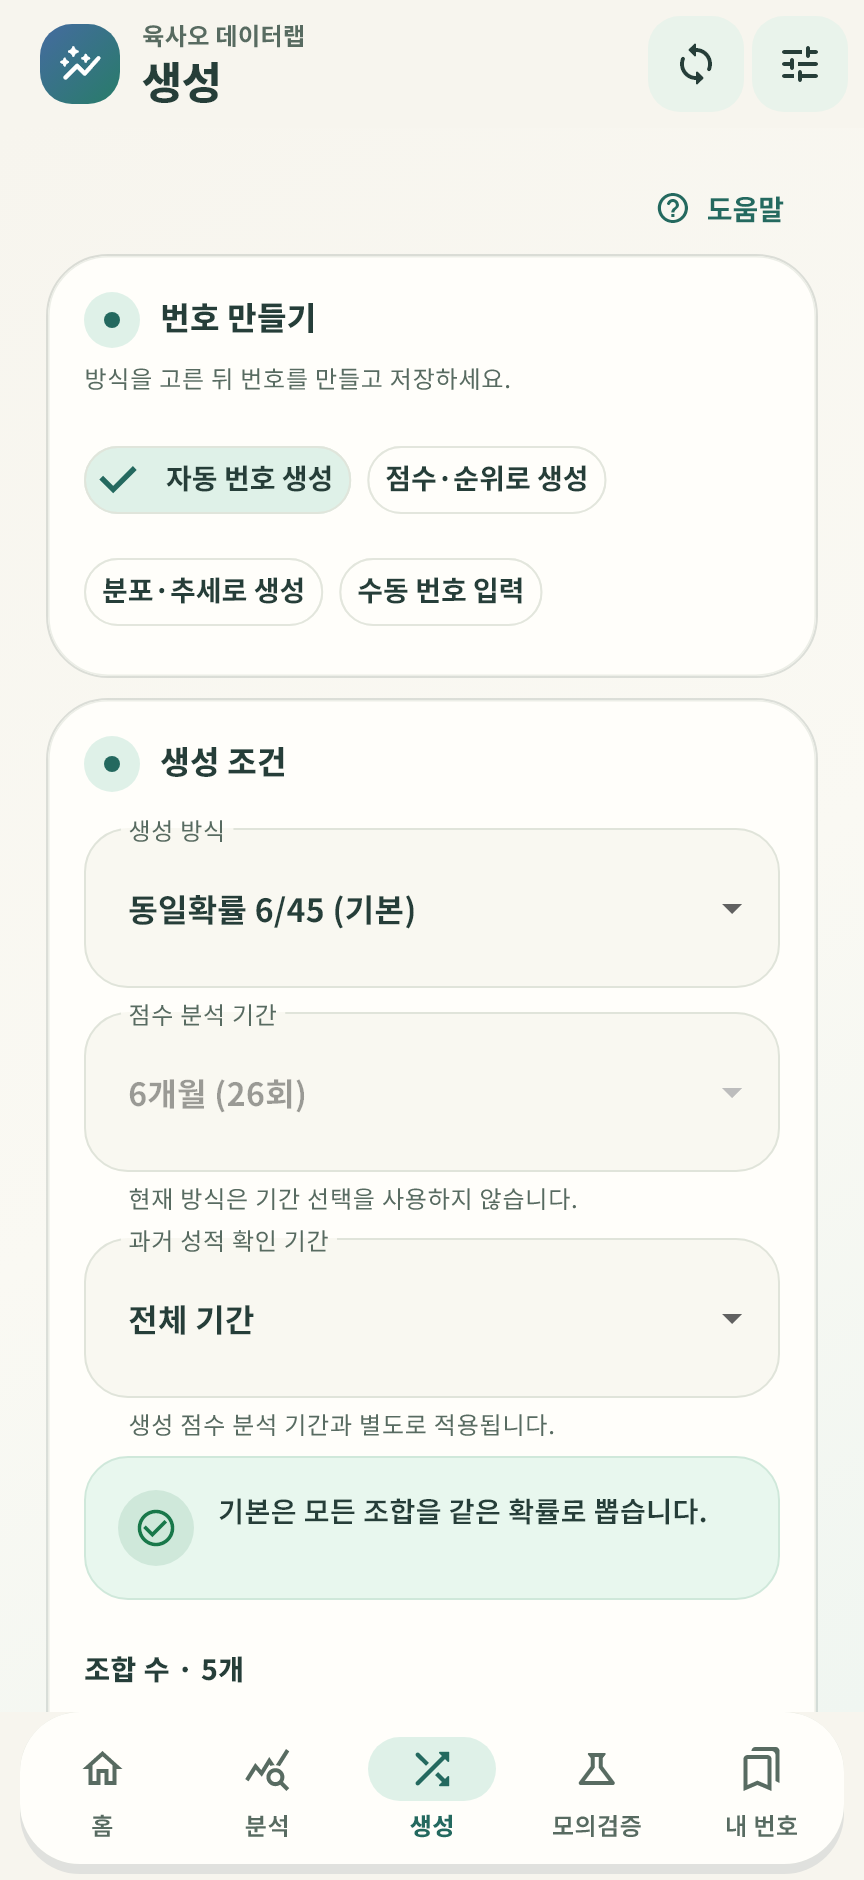 육사오 데이터랩
생성
도움말
번호 만들기
방식을 고른 뒤 번호를 만들고 저장하세요.
자동 번호 생성
점수·순위로 생성
분포·추세로 생성
수동 번호 입력
생성 조건
생성 방식
동일확률 6/45 (기본)
점수 분석 기간
6개월 (26회)
현재 방식은 기간 선택을 사용하지 않습니다.
과거 성적 확인 기간
전체 기간
생성 점수 분석 기간과 별도로 적용됩니다.
기본은 모든 조합을 같은 확률로 뽑습니다.
조합 수 · 5개
홈
분석
생성
모의검증
내 번호